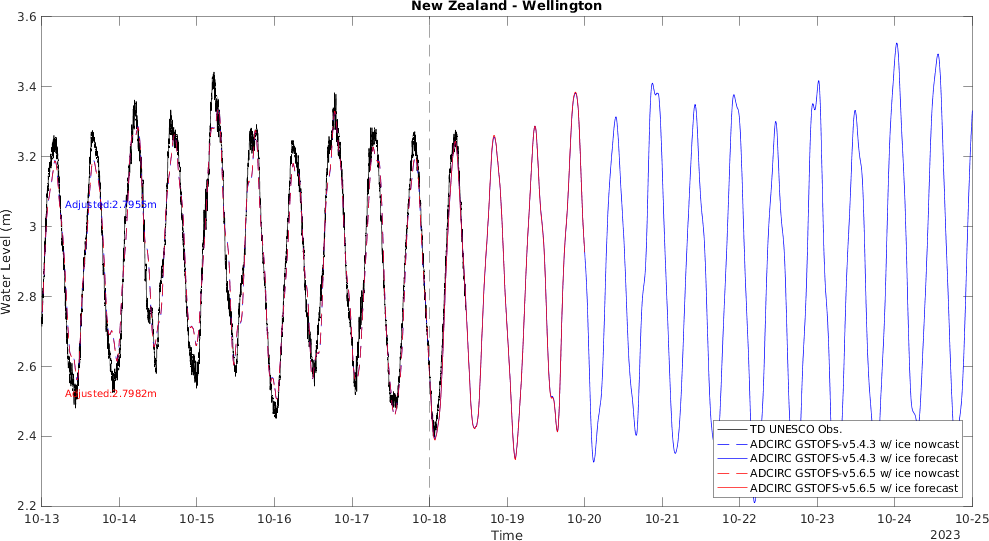 New Zealand - Wellington
3.6
3.4
3.2
3
2.8
2.6
2.4
2.2
Water Level (m)
Adjusted:2.7955m
Adjusted:2.7982m
TD UNESCO Obs.
ADCIRC GSTOFS-v5.4.3 w/ ice nowcast
ADCIRC GSTOFS-v5.4.3 w/ ice forecast
ADCIRC GSTOFS-v5.6.5 w/ ice nowcast
ADCIRC GSTOFS-v5.6.5 w/ ice forecast
10-13 10-14 10-15 10-16 10-17 10-18 10-19 10-20 10-21 10-22 10-23 10-24 10-25
Time
2023